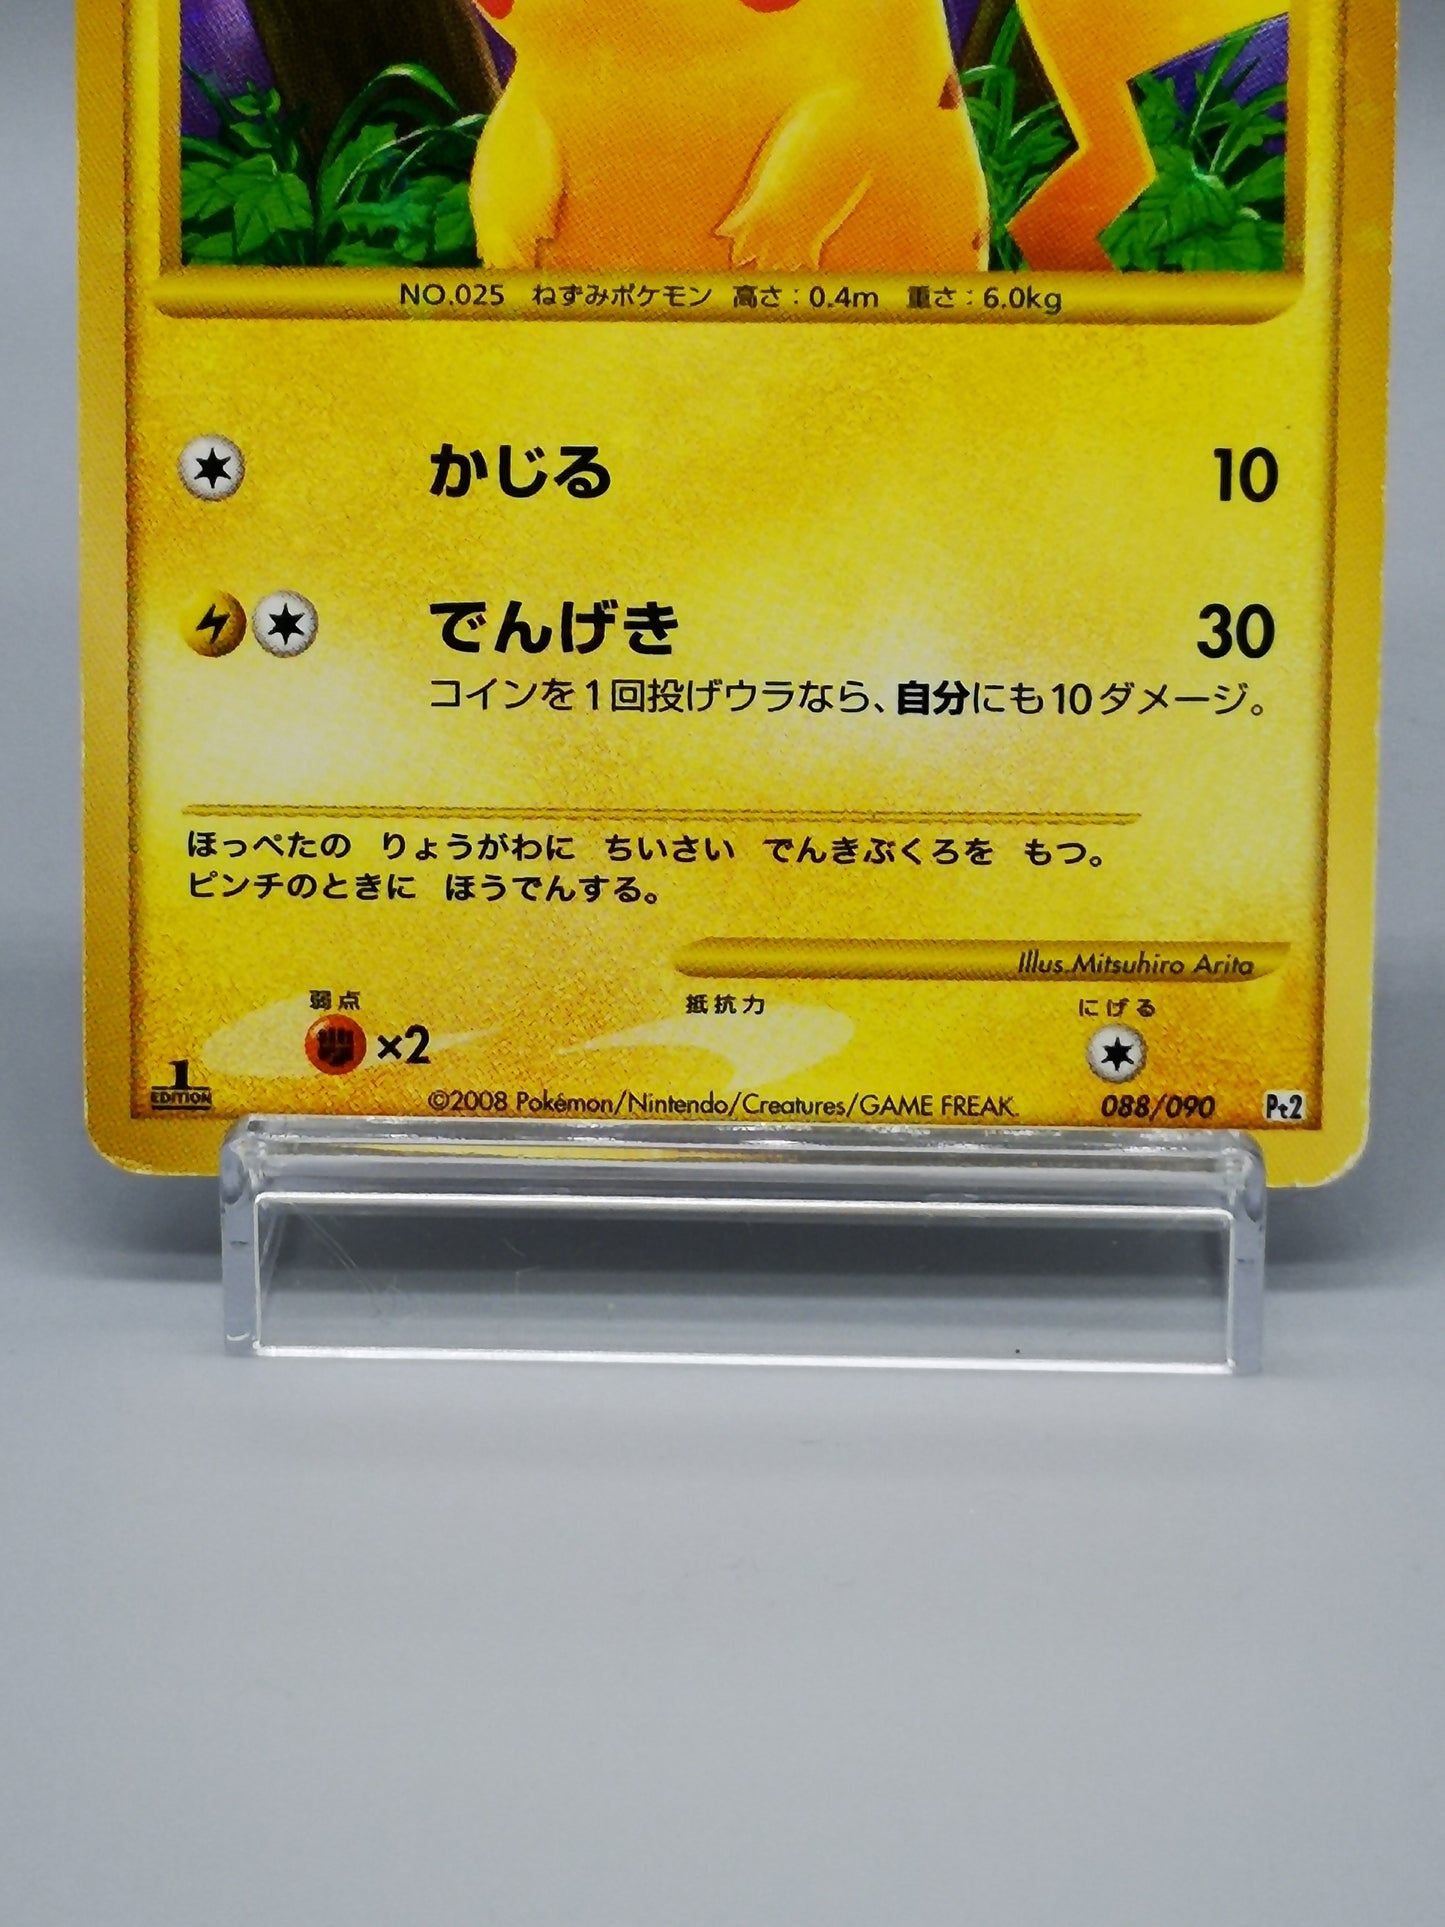 NO.025 ねずみポケモン 高さ：0.4m 重さ：6.0kg
かじる 10
でんげき 30
コインを1回投げウラなら、自分にも10ダメージ。
ほっぺたの りょうがわに ちいさい でんきぶくろを もつ。
ピンチのときに ほうでんする。
Illus.Mitsuhiro Arita
弱点 抵抗力 にげる
×2
1
EDITION
©2008 Pokémon/Nintendo/Creatures/GAME FREAK. 088/090 Pt2